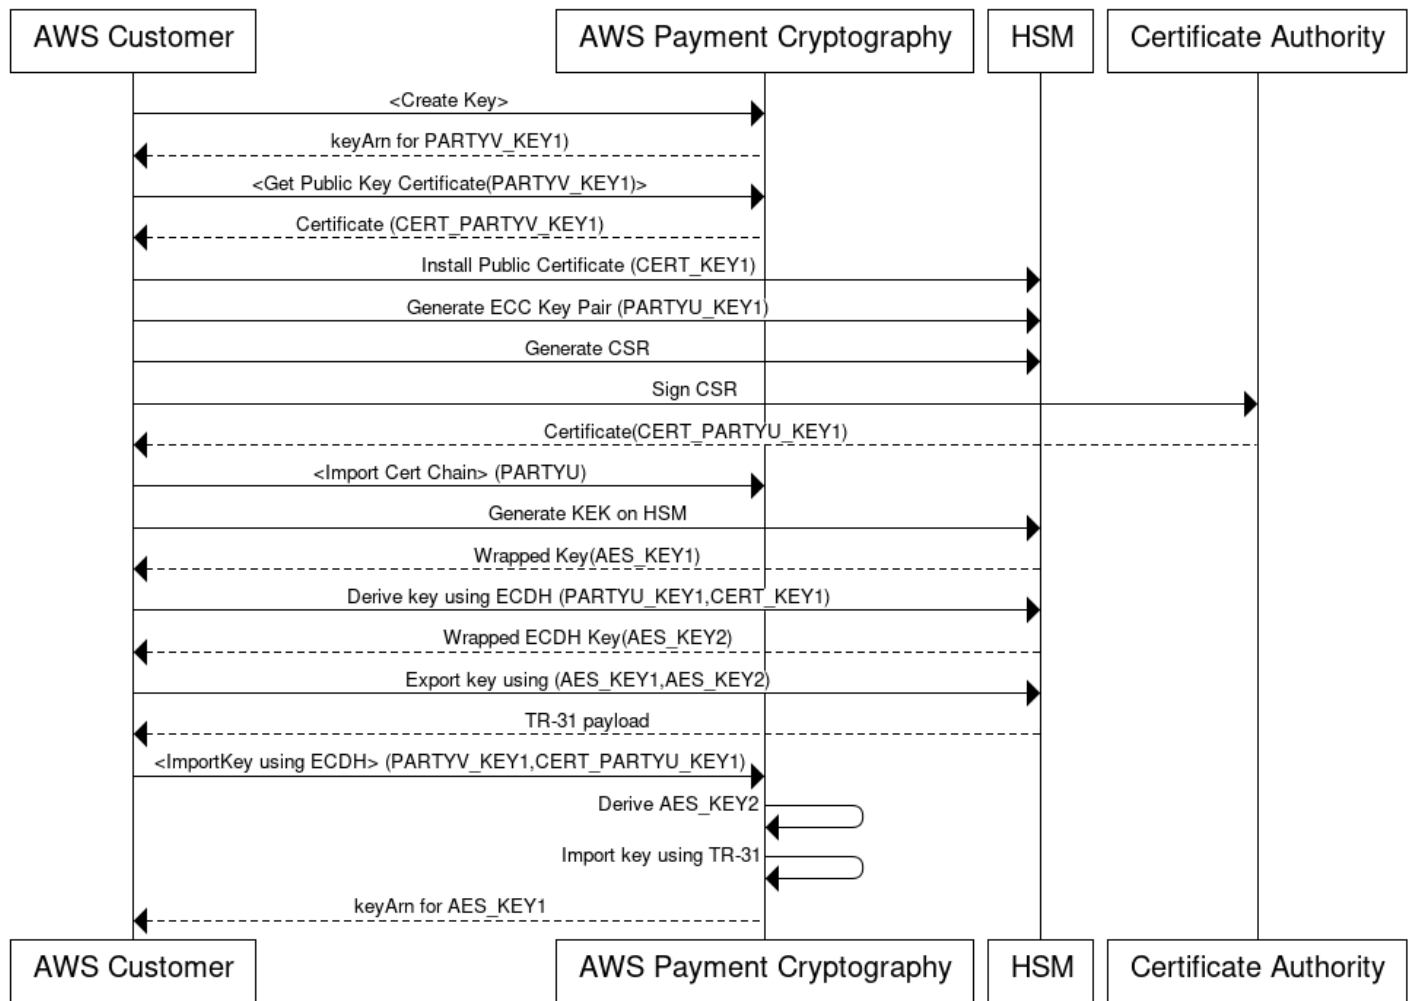 AWS Customer
AWS Payment Cryptography
HSM
Certificate Authority
<Create Key>
keyArn for PARTYV_KEY1)
<Get Public Key Certificate(PARTYV_KEY1)>
Certificate (CERT_PARTYV_KEY1)
Install Public Certificate (CERT_KEY1)
Generate ECC Key Pair (PARTYU_KEY1)
Generate CSR
Sign CSR
Certificate(CERT_PARTYU_KEY1)
<Import Cert Chain> (PARTYU)
Generate KEK on HSM
Wrapped Key(AES_KEY1)
Derive key using ECDH (PARTYU_KEY1,CERT_KEY1)
Wrapped ECDH Key(AES_KEY2)
Export key using (AES_KEY1,AES_KEY2)
TR-31 payload
<ImportKey using ECDH> (PARTYV_KEY1,CERT_PARTYU_KEY1)
Derive AES_KEY2
Import key using TR-31
keyArn for AES_KEY1
AWS Customer
AWS Payment Cryptography
HSM
Certificate Authority